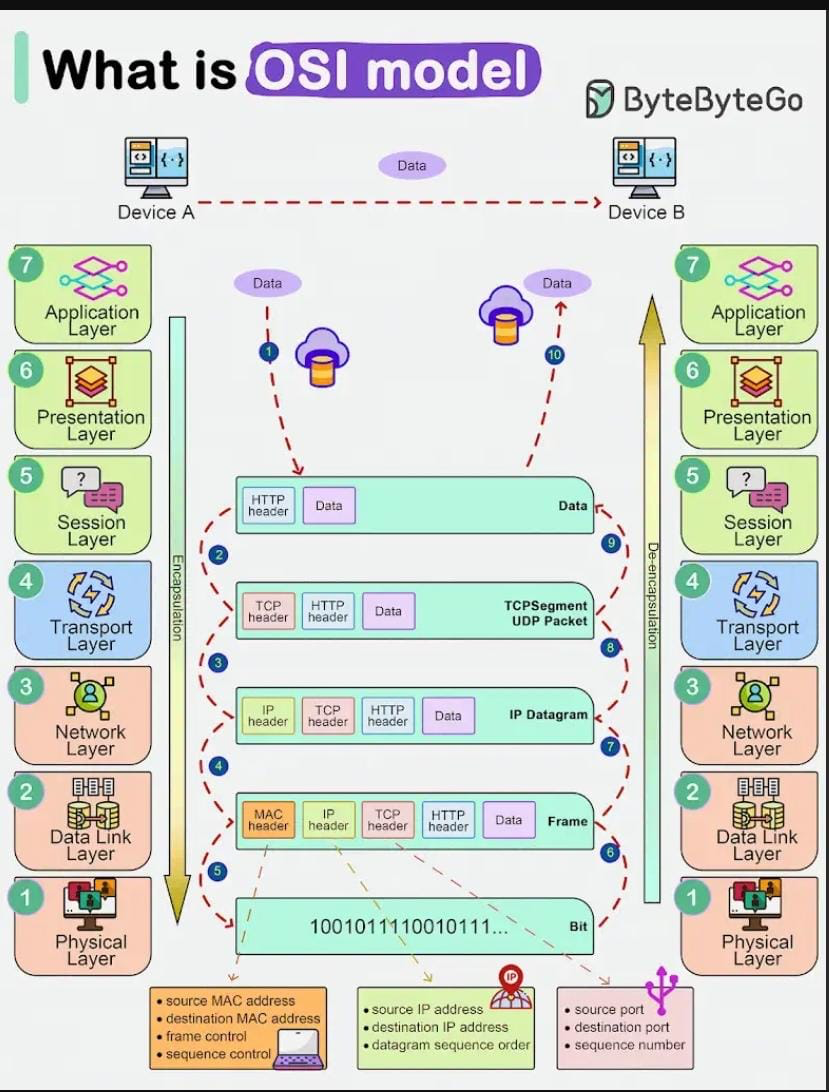 What is OSI model
ByteByteGo
Data
Device A
Device B
7
Application
Layer
6
Presentation
Layer
5
Session
Layer
4
Transport
Layer
3
Network
Layer
2
Data Link
Layer
1
Physical
Layer
Encapsulation
Data
1
Data
10
HTTP
header
Data
Data
2
9
TCP
header
HTTP
header
Data
TCPSegment
UDP Packet
3
8
IP
header
TCP
header
HTTP
header
Data
IP Datagram
4
7
MAC
header
IP
header
TCP
header
HTTP
header
Data
Frame
5
6
1001011110010111...
Bit
De-encapsulation
7
Application
Layer
6
Presentation
Layer
5
Session
Layer
4
Transport
Layer
3
Network
Layer
2
Data Link
Layer
1
Physical
Layer
• source MAC address
• destination MAC address
• frame control
• sequence control
IP
• source IP address
• destination IP address
• datagram sequence order
• source port
• destination port
• sequence number